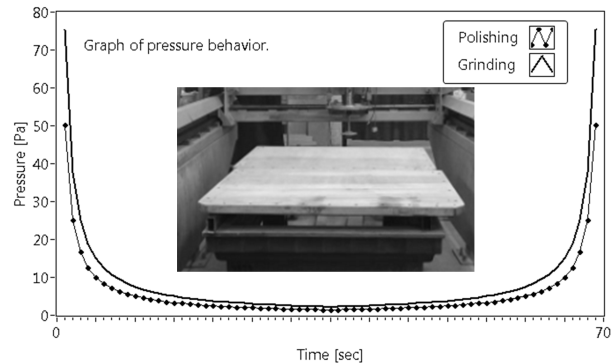 Graph of pressure behavior.
Polishing
Grinding
80
70
60
50
40
30
20
10
0
Pressure [Pa]
0
70
Time [sec]